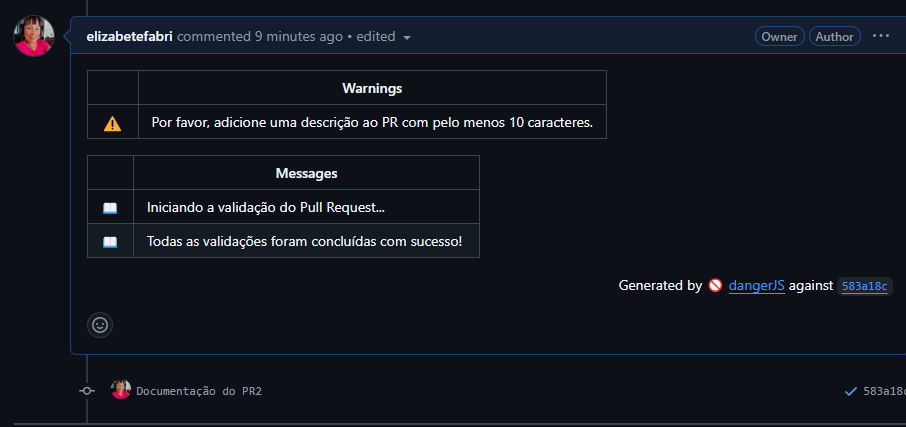 elizabetefabri commented 9 minutes ago • edited
Owner
Author
Warnings
Por favor, adicione uma descrição ao PR com pelo menos 10 caracteres.
Messages
Iniciando a validação do Pull Request...
Todas as validações foram concluídas com sucesso!
Generated by dangerJS against 583a18c
Documentação do PR2
583a18c